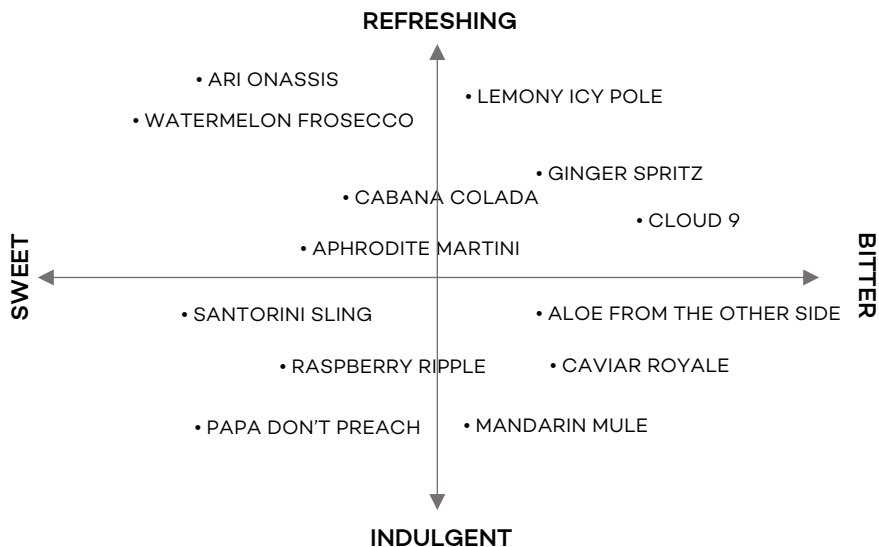 REFRESHING
• ARI ONASSIS
• LEMONY ICY POLE
• WATERMELON FROSECCO
• GINGER SPRITZ
• CABANA COLADA
• CLOUD 9
• APHRODITE MARTINI
SWEET
BITTER
• SANTORINI SLING
• ALOE FROM THE OTHER SIDE
• RASPBERRY RIPPLE
• CAVIAR ROYALE
• PAPA DON’T PREACH
• MANDARIN MULE
INDULGENT